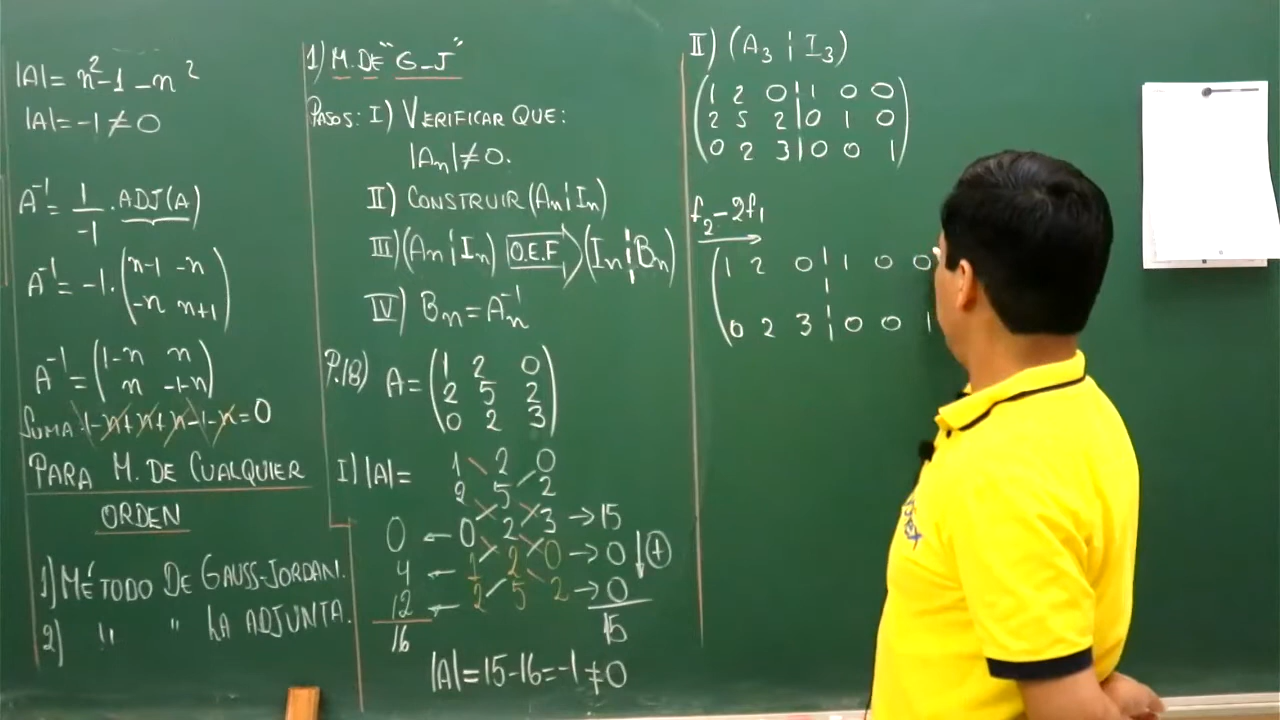 |A| = n² - 1 - n²
|A| = -1 ≠ 0
A⁻¹ = 1/-1 . ADJ(A)
A⁻¹ = -1 . (n-1 -n
-n n+1)
A⁻¹ = (1-n n
n -1-n)
SUMA: 1-n+n+n-1-n = 0
PARA M. DE CUALQUIER
ORDEN
1) MÉTODO DE GAUSS-JORDAN.
2) " " LA ADJUNTA.
1) M. DE "G-J"
PASOS: I) VERIFICAR QUE:
|Aₙ| ≠ 0.
II) CONSTRUIR (Aₙ ¦ Iₙ)
III) (Aₙ ¦ Iₙ) O.E.F (Iₙ ¦ Bₙ)
IV) Bₙ = Aₙ⁻¹
P.18) A = (1 2 0
2 5 2
0 2 3)
I) |A| = 1 2 0
2 5 2
0 ← 0 2 3 → 15
4 ← 1 2 0 → 0 ↓ (+)
12 ← 2 5 2 → 0
16 15
|A| = 15 - 16 = -1 ≠ 0
II) (A₃ ¦ I₃)
(1 2 0 ¦ 1 0 0
2 5 2 ¦ 0 1 0
0 2 3 ¦ 0 0 1)
f₂ - 2f₁
→
(1 2 0 ¦ 1 0 0
¦
0 2 3 ¦ 0 0 1